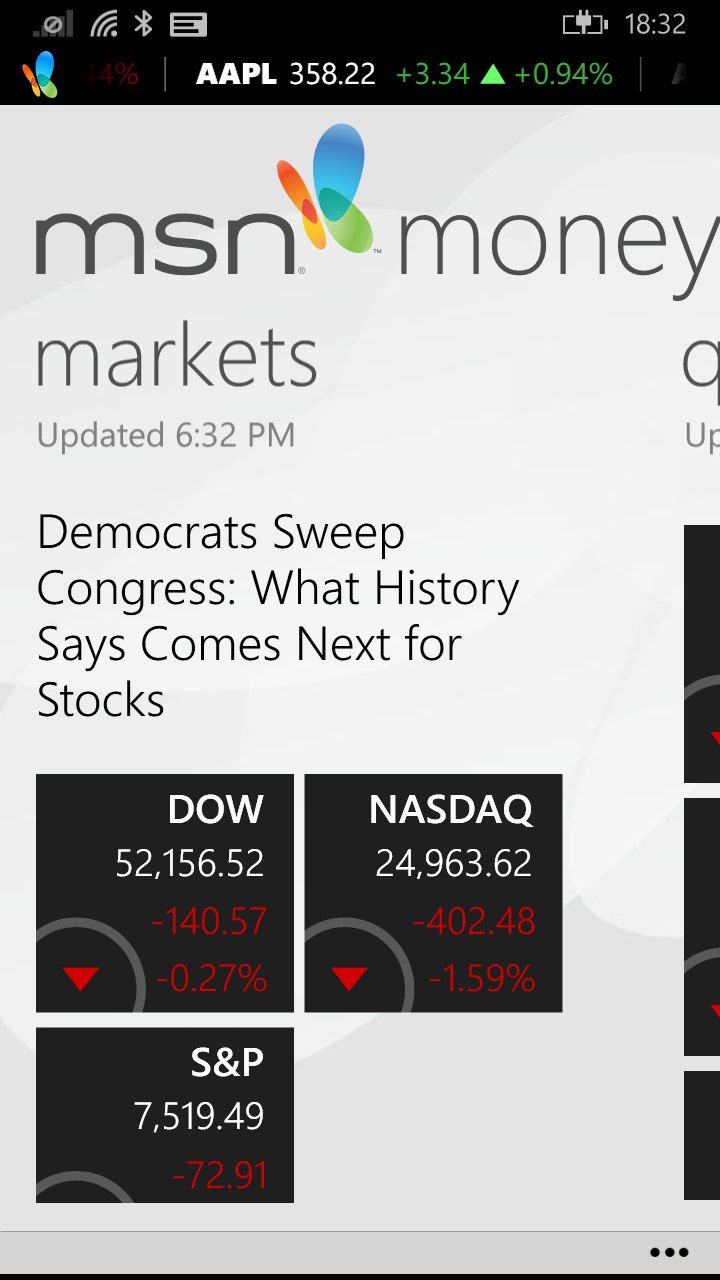 18:32
44% | AAPL 358.22 +3.34 ▲ +0.94% |
msn® ™ money
markets
Updated 6:32 PM
Democrats Sweep
Congress: What History
Says Comes Next for
Stocks
DOW
52,156.52
-140.57
-0.27%
NASDAQ
24,963.62
-402.48
-1.59%
S&P
7,519.49
-72.91